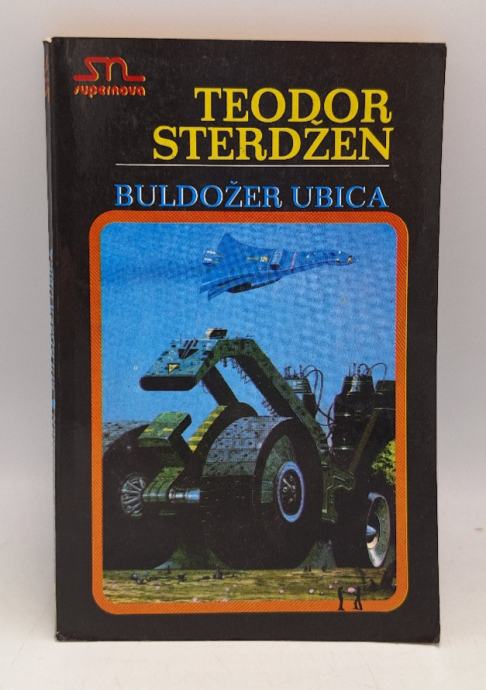 supernova
TEODOR
STERDŽEN
BULDOŽER UBICA